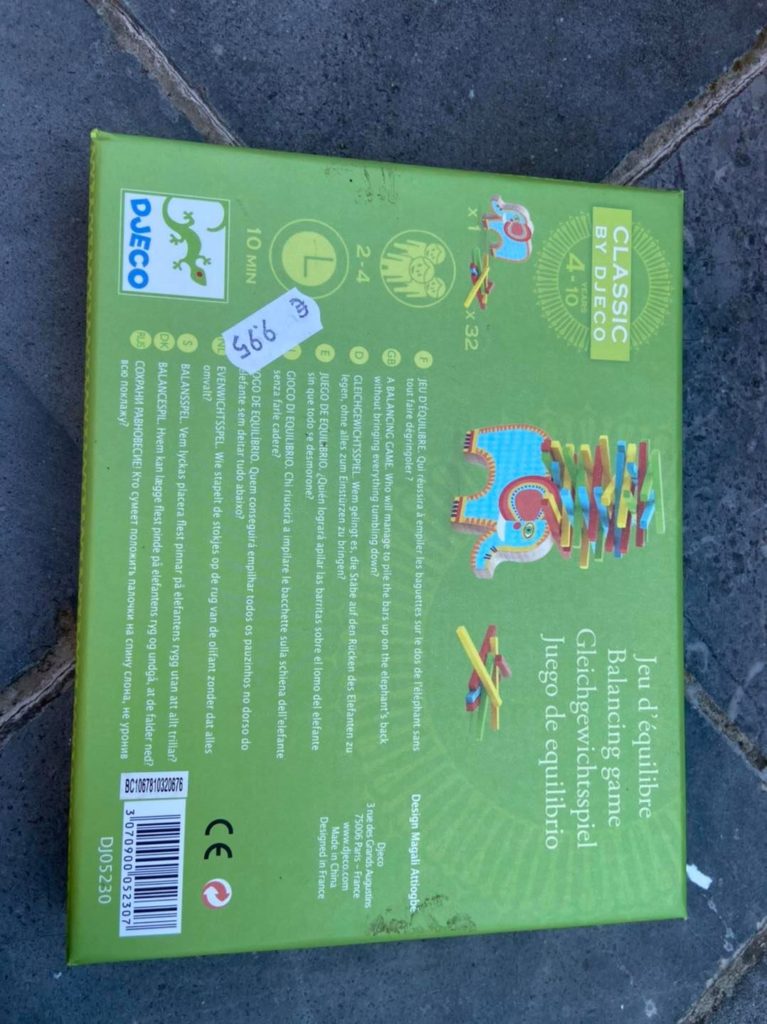 CLASSIC
BY DJECO
YEARS
4 - 10
Jeu d'équilibre
Balancing game
Gleichgewichtsspiel
Juego de equilibrio
x 1
x 32
2-4
10 MIN
DJECO
9.95
F JEU D'ÉQUILIBRE. Qui réussira à empiler les baguettes sur le dos de l'éléphant sans
tout faire dégringoler ?
GB A BALANCING GAME. Who will manage to pile the bars up on the elephant's back
without bringing everything tumbling down?
D GLEICHGEWICHTSSPIEL. Wem gelingt es, die Stäbe auf den Rücken des Elefanten zu
legen, ohne alles zum Einsturzen zu bringen?
E JUEGO DE EQUILIBRIO. ¿Quién logrará apilar las barritas sobre el lomo del elefante
sin que todo se desmorone?
GIOCO DI EQUILIBRIO. Chi riuscirà a impilare le bacchette sulla schiena dell'elefante
senza farle cadere?
JOGO DE EQUILÍBRIO. Quem conseguirá empilhar todos os pauzinhos no dorso do
elefante sem deitar tudo abaixo?
EVENWICHTSSPEL. Wie stapelt de stokjes op de rug van de olifant zonder dat alles
omvalt?
S BALANSSPEL. Vem lyckas placera flest pinnar på elefantens rygg utan att allt trillar?
DK BALANCESPIL. Hvem kan lægge flest pinde på elefantens ryg og undgå, at de falder ned?
RUS СОХРАНИ РАВНОВЕСИЕ! Кто сумеет положить палочки на спину слона, не уронив
всю поклажу?
Design Magali Attiogbé
Djeco
3 rue des Grands Augustins
75006 Paris - France
www.djeco.com
Made in China
Designed in France
CE
BC1067810320676
3 070900 052307
DJ05230